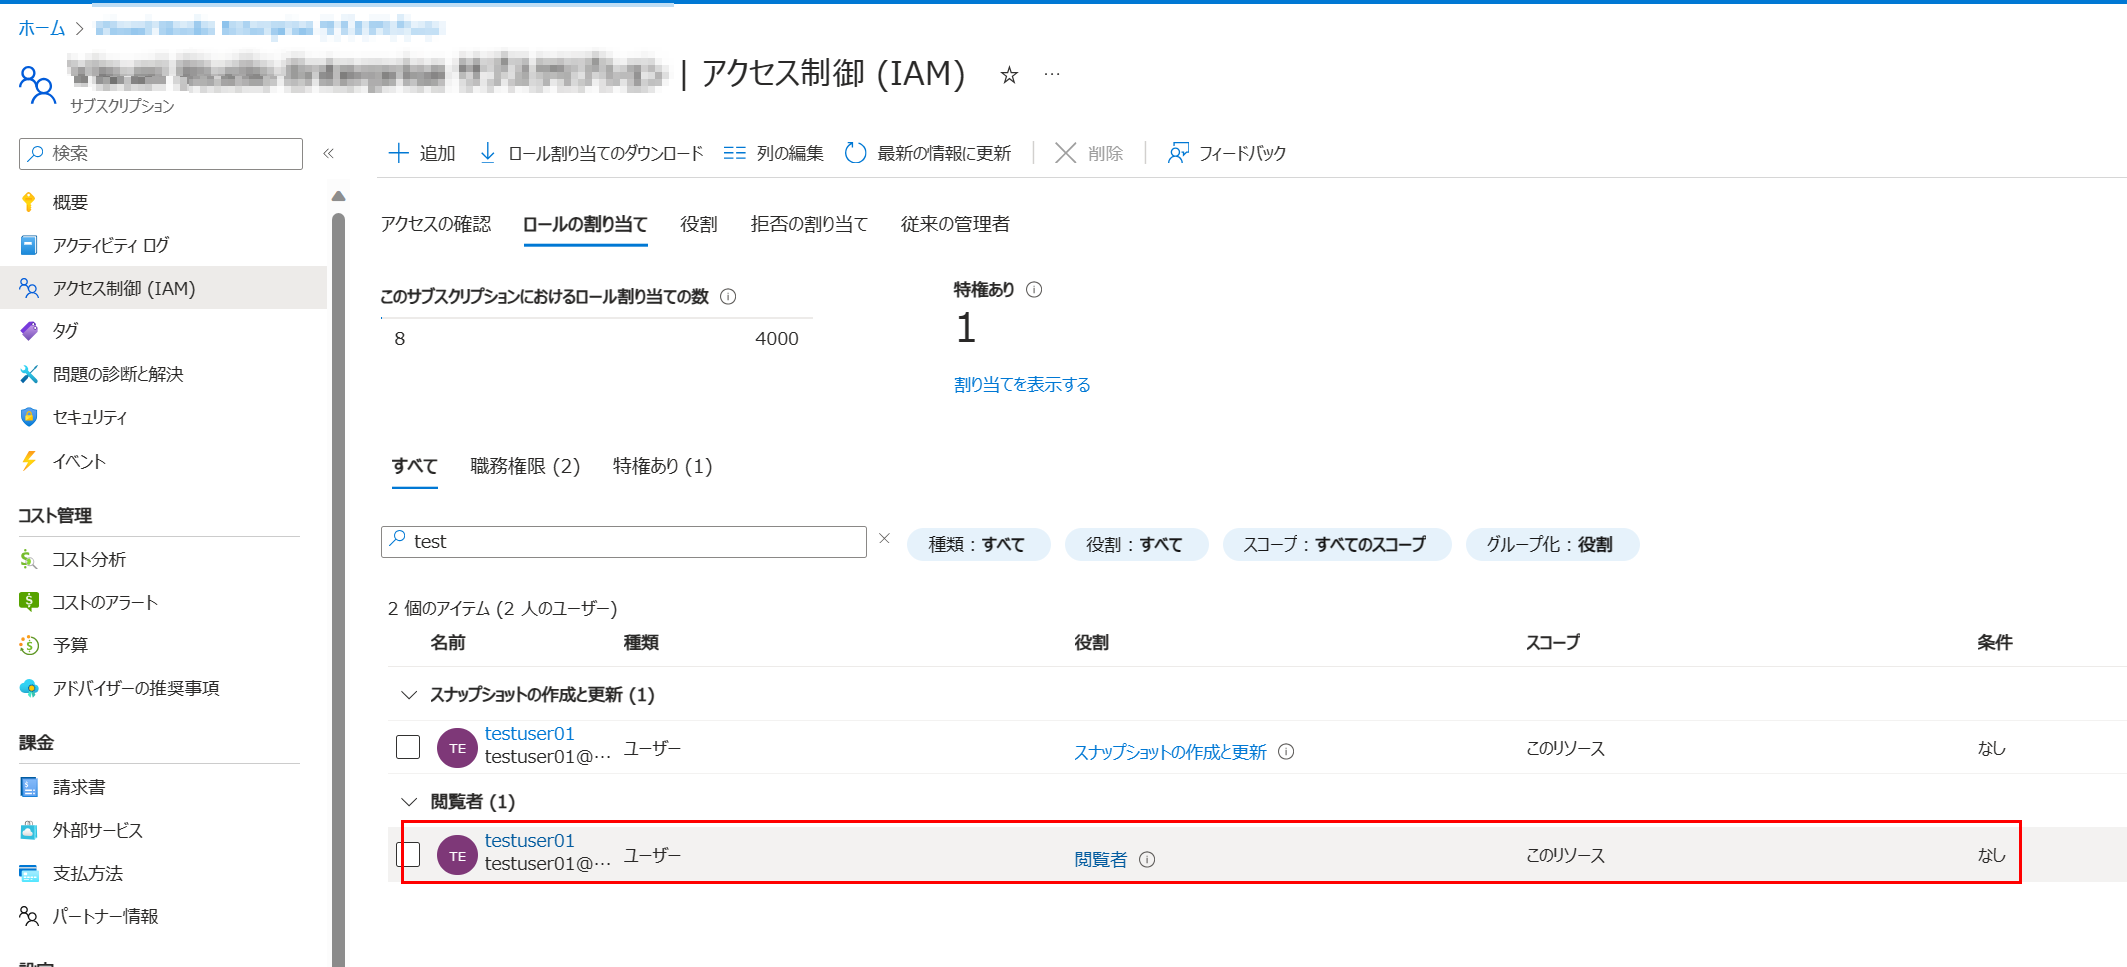 ホーム
| アクセス制御 (IAM) ☆ …
サブスクリプション
検索
«
追加 ロール割り当てのダウンロード 列の編集 最新の情報に更新 削除 フィードバック
概要
アクティビティ ログ
アクセス制御 (IAM)
タグ
問題の診断と解決
セキュリティ
イベント
コスト管理
コスト分析
コストのアラート
予算
アドバイザーの推奨事項
課金
請求書
外部サービス
支払方法
パートナー情報
アクセスの確認 ロールの割り当て 役割 拒否の割り当て 従来の管理者
このサブスクリプションにおけるロール割り当ての数
8 4000
特権あり
1
割り当てを表示する
すべて 職務権限 (2) 特権あり (1)
test
種類 : すべて 役割 : すべて スコープ : すべてのスコープ グループ化 : 役割
2 個のアイテム (2 人のユーザー)
名前 種類 役割 スコープ 条件
スナップショットの作成と更新 (1)
TE testuser01
testuser01@… ユーザー スナップショットの作成と更新 このリソース なし
閲覧者 (1)
TE testuser01
testuser01@… ユーザー 閲覧者 このリソース なし